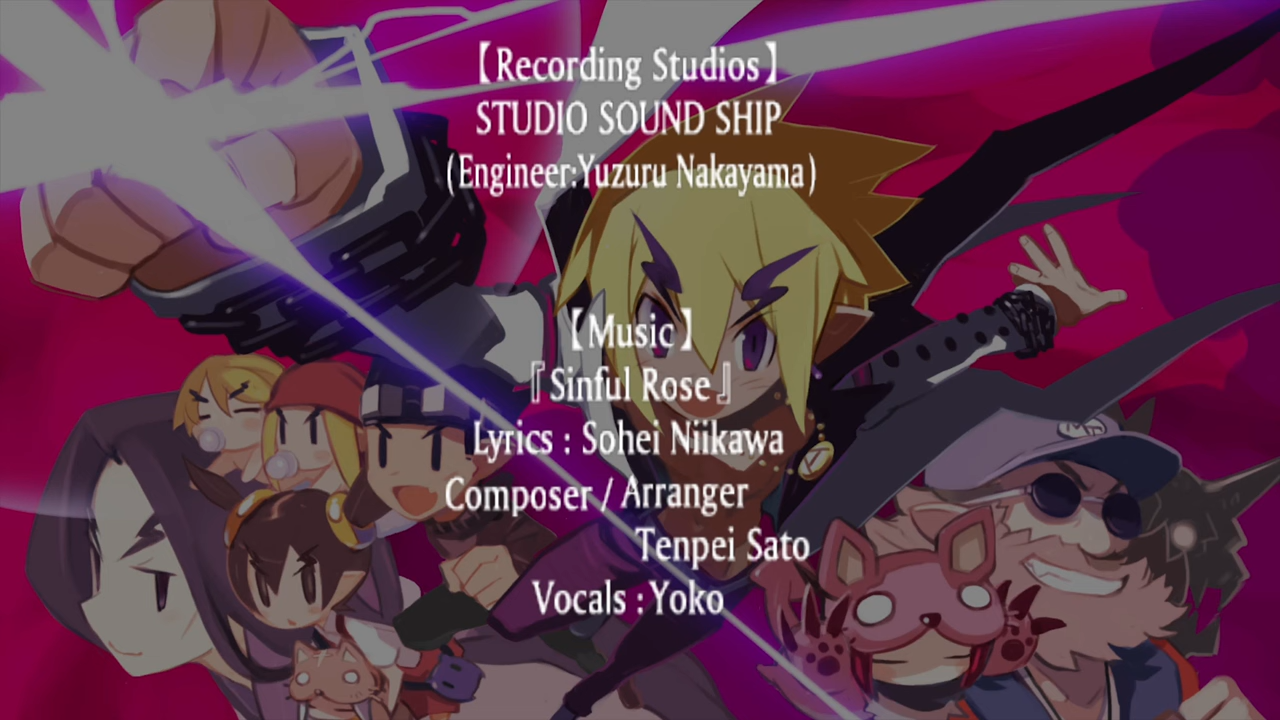 【Recording Studios】
STUDIO SOUND SHIP
(Engineer:Yuzuru Nakayama)
【Music】
『Sinful Rose』
Lyrics : Sohei Niikawa
Composer / Arranger
Tenpei Sato
Vocals : Yoko